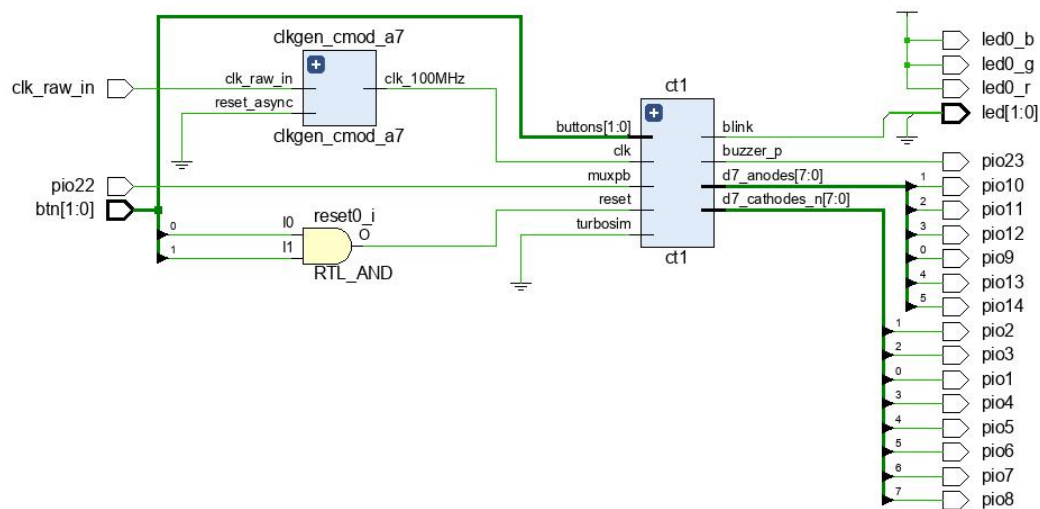 clkgen_cmod_a7
clk_raw_in
clk_raw_in
clk_100MHz
reset_async
clkgen_cmod_a7
pio22
btn[1:0]
0
1
reset0_i
I0
I1
O
RTL_AND
ct1
buttons[1:0]
clk
muxpb
reset
turbosim
blink
buzzer_p
d7_anodes[7:0]
d7_cathodes_n[7:0]
ct1
led0_b
led0_g
led0_r
led[1:0]
pio23
1 pio10
2 pio11
3 pio12
0 pio9
4 pio13
5 pio14
1 pio2
2 pio3
0 pio1
3 pio4
4 pio5
5 pio6
6 pio7
7 pio8